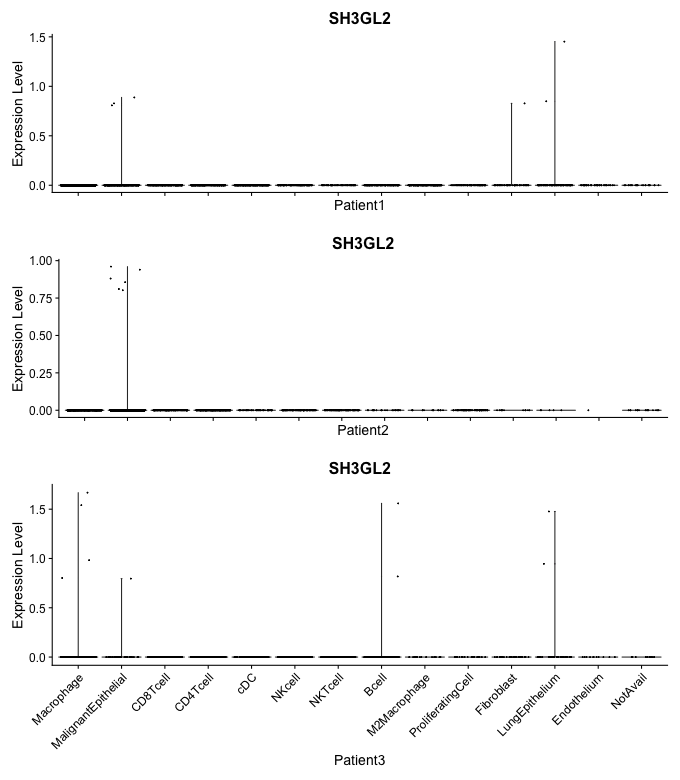 SH3GL2
Expression Level
1.5
1.0
0.5
0.0
Patient1
SH3GL2
Expression Level
1.00
0.75
0.50
0.25
0.00
Patient2
SH3GL2
Expression Level
1.5
1.0
0.5
0.0
Macrophage
MalignantEpithelial
CD8Tcell
CD4Tcell
cDC
NKcell
NKTcell
Bcell
M2Macrophage
ProliferatingCell
Fibroblast
LungEpithelium
Endothelium
NotAvail
Patient3